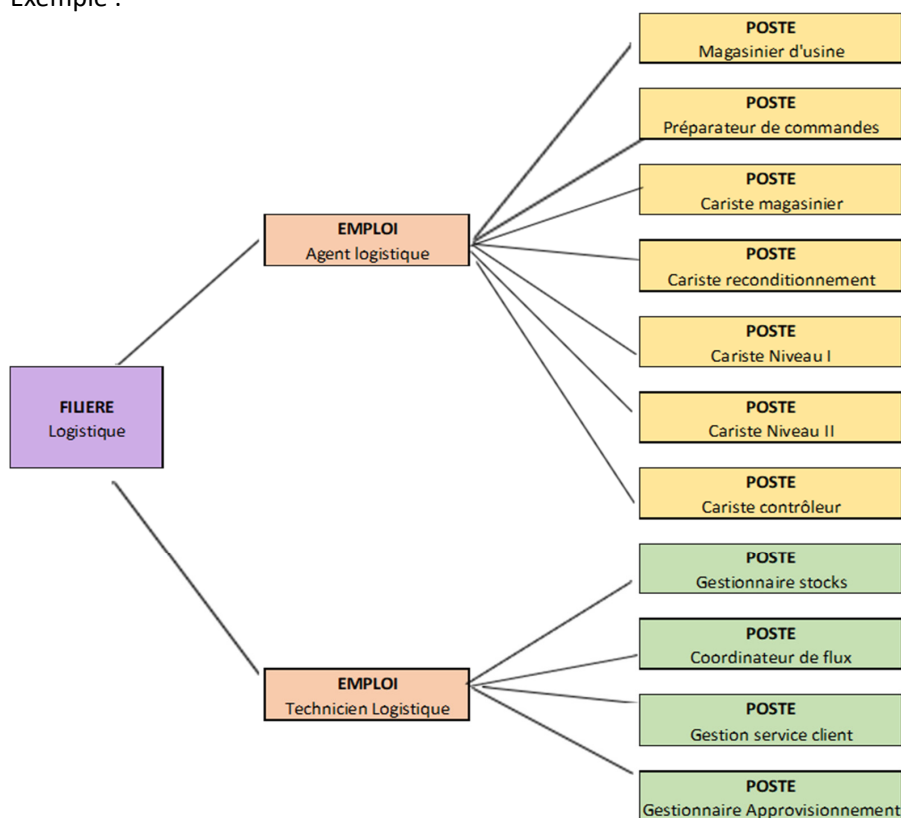 Exemple :
POSTE
Magasinier d'usine
POSTE
Préparateur de commandes
POSTE
Cariste magasinier
EMPLOI
Agent logistique
POSTE
Cariste reconditionnement
POSTE
Cariste Niveau I
FILIERE
Logistique
POSTE
Cariste Niveau II
POSTE
Cariste contrôleur
POSTE
Gestionnaire stocks
POSTE
Coordinateur de flux
EMPLOI
Technicien Logistique
POSTE
Gestion service client
POSTE
Gestionnaire Approvisionnement